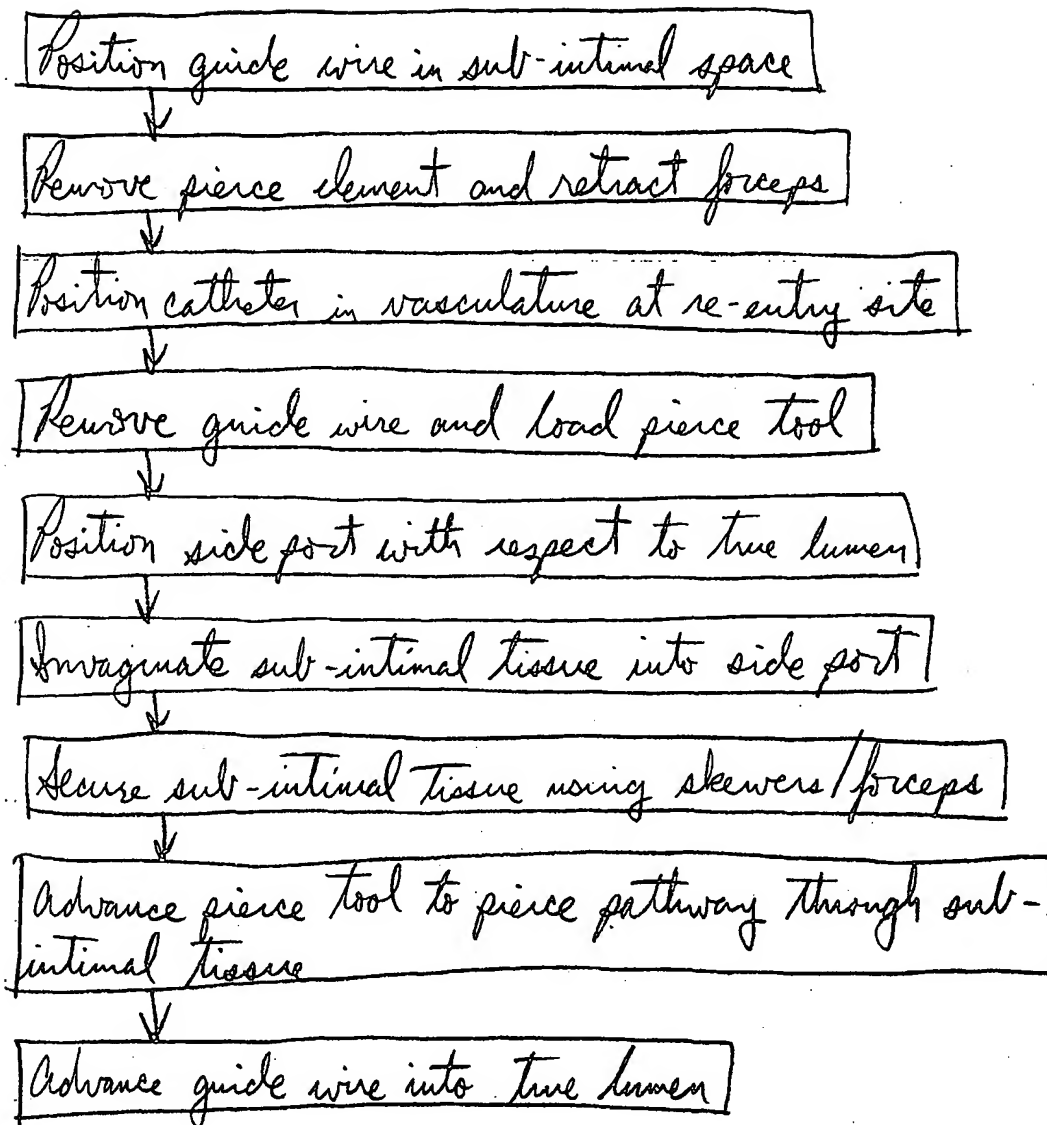 Position guide wire in sub-intimal space
Remove pierce element and retract forceps
Position catheter in vasculature at re-entry site
Remove guide wire and load pierce tool
Position side port with respect to true lumen
Invaginate sub-intimal tissue into side port
Secure sub-intimal tissue using skewers/forceps
Advance pierce tool to pierce pathway through sub-
intimal tissue
Advance guide wire into true lumen